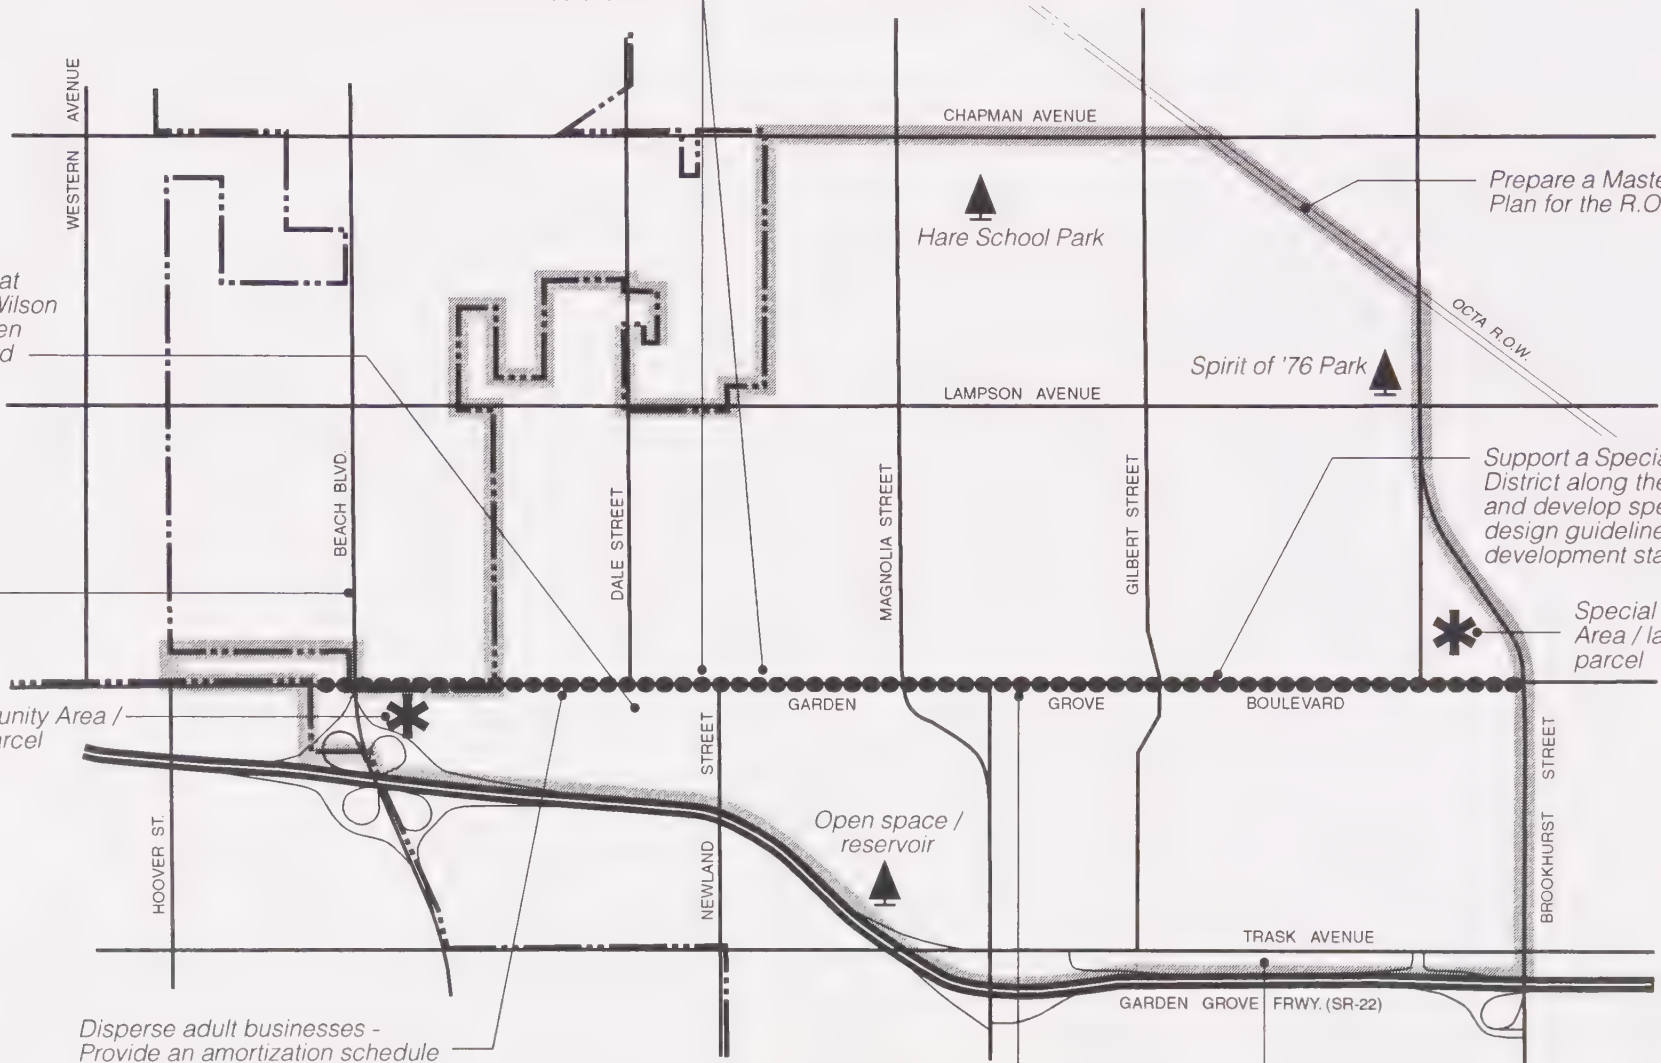 CHAPMAN AVENUE
WESTERN AVENUE
Prepare a Maste
Plan for the R.O
Hare School Park
at
Wilson
en
d
OCTA R.O.W.
Spirit of '76 Park
LAMPSON AVENUE
BEACH BLVD.
DALE STREET
MAGNOLIA STREET
GILBERT STREET
Support a Specia
District along the
and develop spe
design guideline
development sta
Special
Area / la
parcel
GARDEN GROVE BOULEVARD
unity Area /
arcel
HOOVER ST.
NEWLAND STREET
Open space /
reservoir
BROOKHURST STREET
TRASK AVENUE
GARDEN GROVE FRWY. (SR-22)
Disperse adult businesses -
Provide an amortization schedule